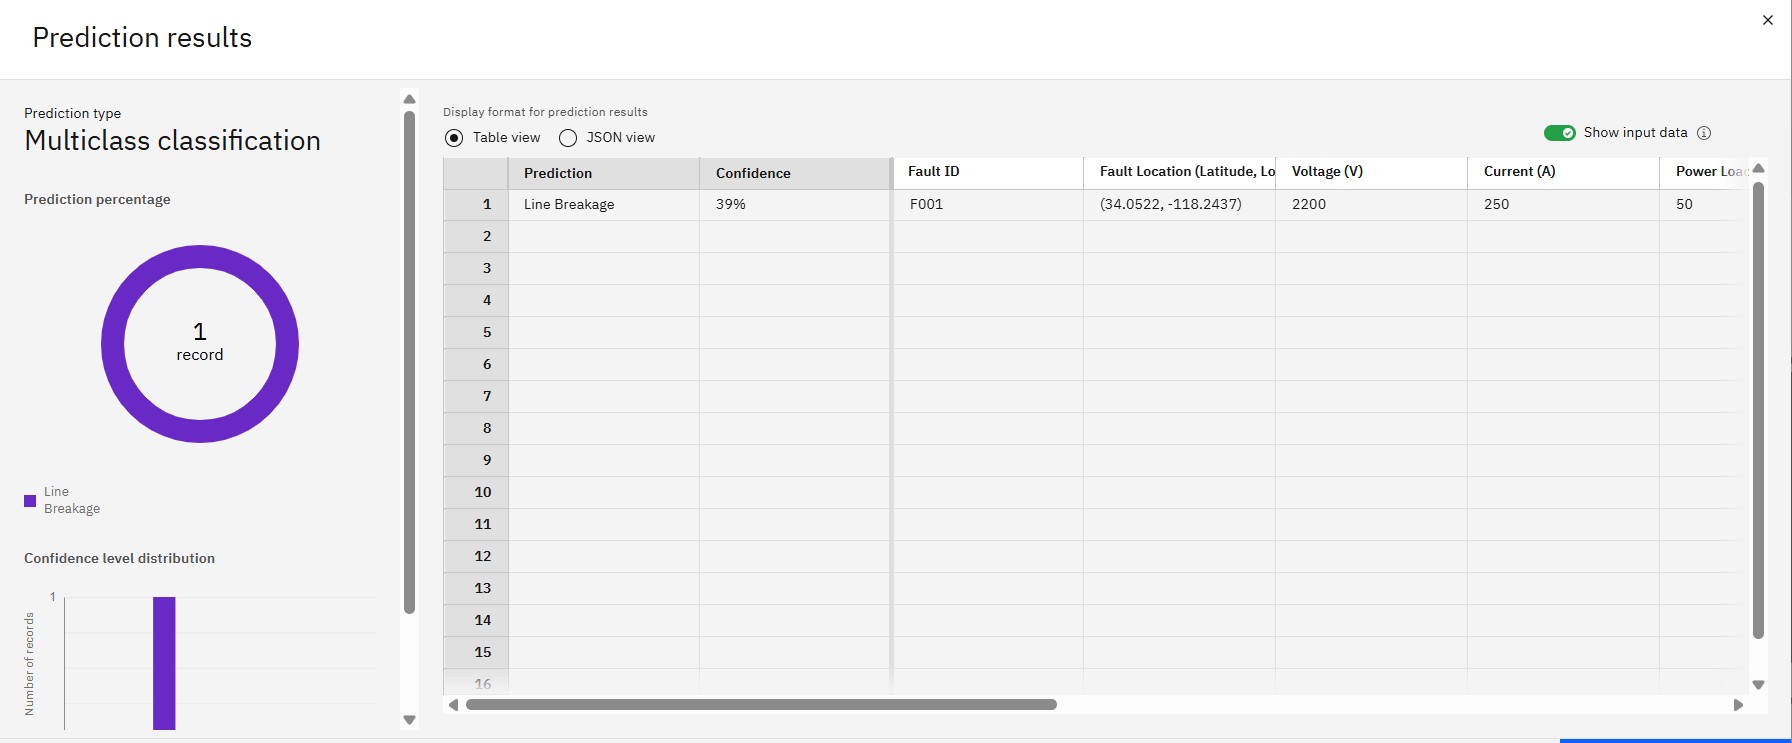 Prediction results
Prediction type
Multiclass classification
Prediction percentage
1
record
Line
Breakage
Confidence level distribution
1
Number of records
Display format for prediction results
Table view JSON view
Show input data
Prediction Confidence Fault ID Fault Location (Latitude, Lo Voltage (V) Current (A) Power Loa
1 Line Breakage 39% F001 (34.0522, -118.2437) 2200 250 50
2
3
4
5
6
7
8
9
10
11
12
13
14
15
16